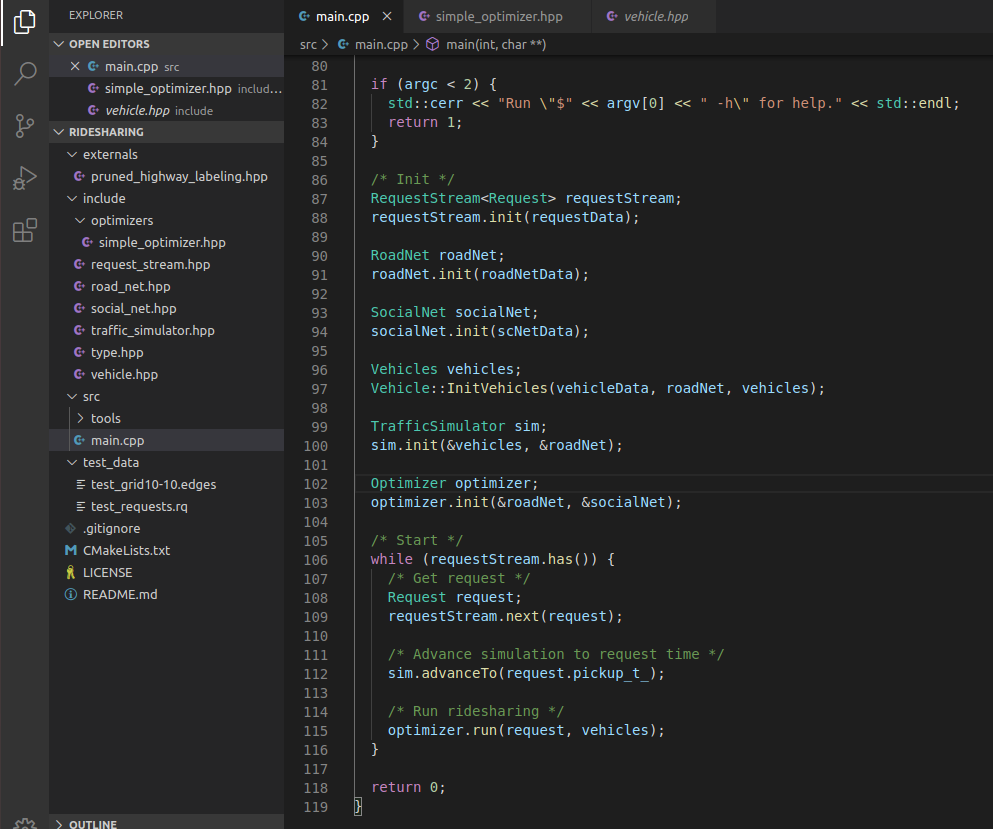 EXPLORER
OPEN EDITORS
main.cpp src
simple_optimizer.hpp includ...
vehicle.hpp include
RIDESHARING
externals
pruned_highway_labeling.hpp
include
optimizers
simple_optimizer.hpp
request_stream.hpp
road_net.hpp
social_net.hpp
traffic_simulator.hpp
type.hpp
vehicle.hpp
src
tools
main.cpp
test_data
test_grid10-10.edges
test_requests.rq
.gitignore
CMakeLists.txt
LICENSE
README.md
OUTLINE
main.cpp simple_optimizer.hpp vehicle.hpp
src > main.cpp > main(int, char **)
80
81 if (argc < 2) {
82 std::cerr << "Run \"$" << argv[0] << " -h\" for help." << std::endl;
83 return 1;
84 }
85
86 /* Init */
87 RequestStream<Request> requestStream;
88 requestStream.init(requestData);
89
90 RoadNet roadNet;
91 roadNet.init(roadNetData);
92
93 SocialNet socialNet;
94 socialNet.init(scNetData);
95
96 Vehicles vehicles;
97 Vehicle::InitVehicles(vehicleData, roadNet, vehicles);
98
99 TrafficSimulator sim;
100 sim.init(&vehicles, &roadNet);
101
102 Optimizer optimizer;
103 optimizer.init(&roadNet, &socialNet);
104
105 /* Start */
106 while (requestStream.has()) {
107 /* Get request */
108 Request request;
109 requestStream.next(request);
110
111 /* Advance simulation to request time */
112 sim.advanceTo(request.pickup_t_);
113
114 /* Run ridesharing */
115 optimizer.run(request, vehicles);
116 }
117
118 return 0;
119 }